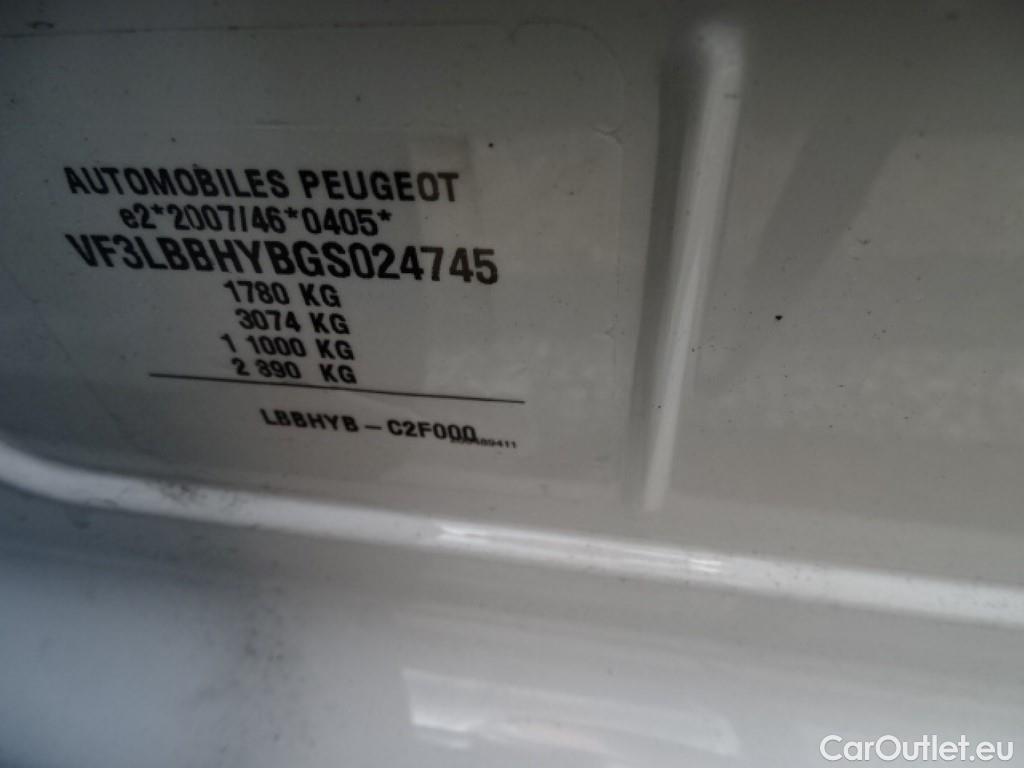 AUTOMOBILES PEUGEOT
e2*2007/46*0405*
VF3LBBHYBGS024745
1780 KG
3074 KG
1 1000 KG
2 890 KG
LBBHYB - C2F000
CarOutlet.eu